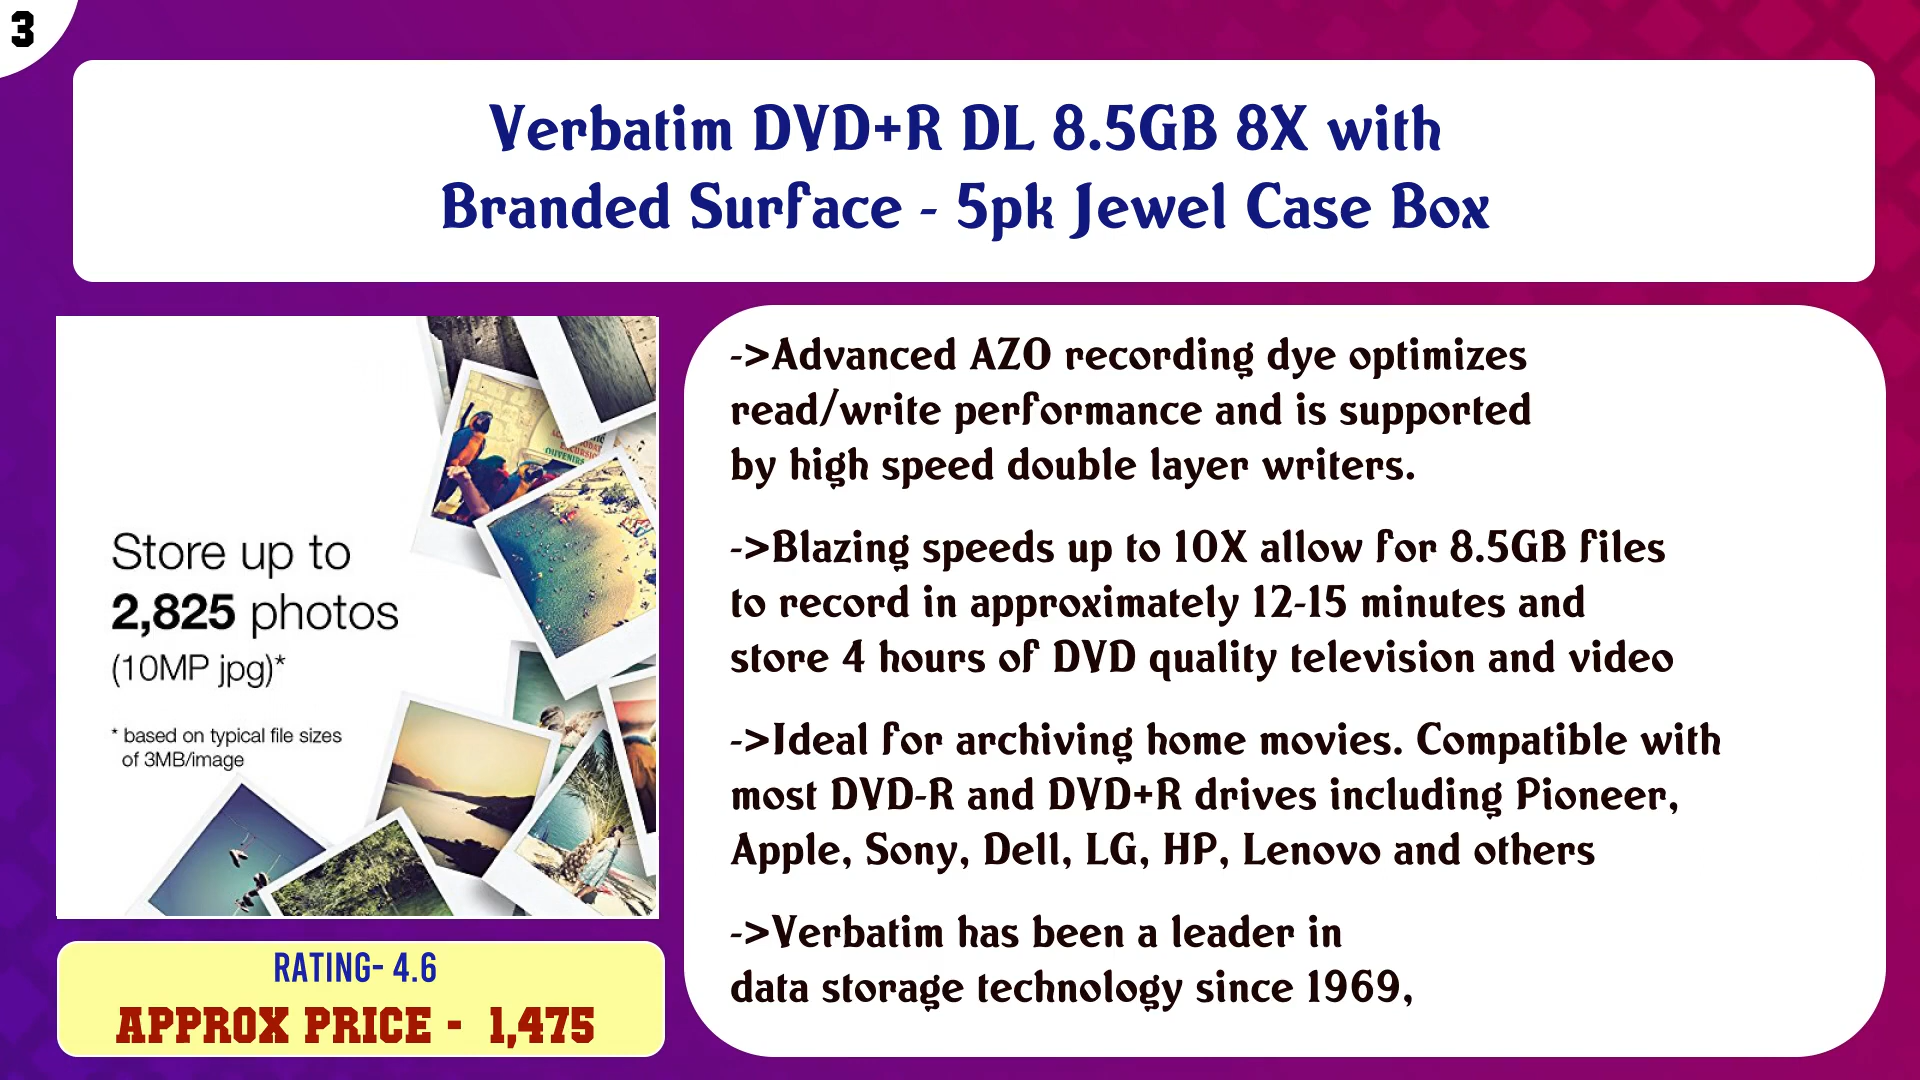 3
Verbatim DVD+R DL 8.5GB 8X with
Branded Surface - 5pk Jewel Case Box
Store up to
2,825 photos
(10MP jpg)*
* based on typical file sizes
of 3MB/image
OUVENIRS
RATING- 4.6
APPROX PRICE - 1,475
->Advanced AZO recording dye optimizes
read/write performance and is supported
by high speed double layer writers.
->Blazing speeds up to 10X allow for 8.5GB files
to record in approximately 12-15 minutes and
store 4 hours of DVD quality television and video
->Ideal for archiving home movies. Compatible with
most DVD-R and DVD+R drives including Pioneer,
Apple, Sony, Dell, LG, HP, Lenovo and others
->Verbatim has been a leader in
data storage technology since 1969,